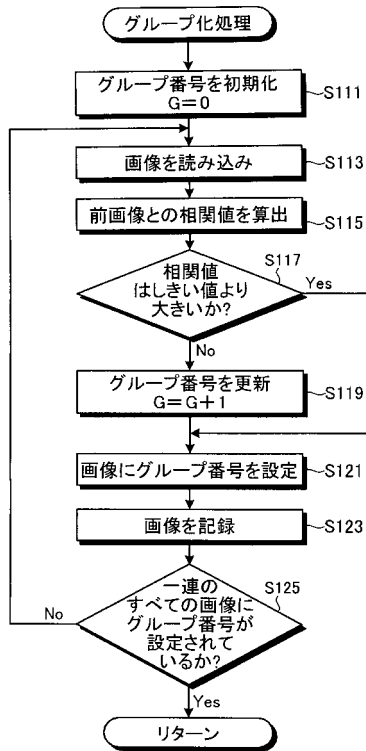 グループ化処理
グループ番号を初期化
G=0
S111
画像を読み込み
S113
前画像との相関値を算出
S115
S117
相関値
はしきい値より
大きいか?
Yes
No
グループ番号を更新
G=G+1
S119
画像にグループ番号を設定
S121
画像を記録
S123
S125
一連の
すべての画像に
グループ番号が
設定されて
いるか?
No
Yes
リターン